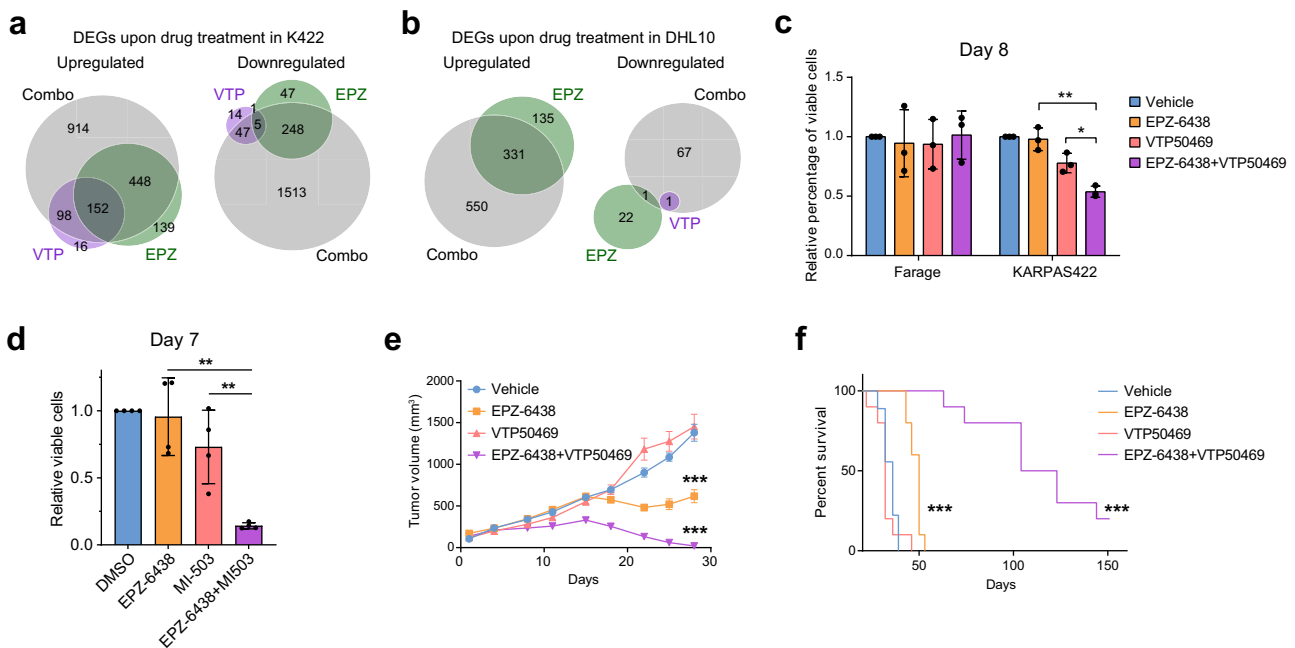 a
DEGs upon drug treatment in K422
Upregulated
Downregulated
Combo
914
448
98
152
139
16
VTP
EPZ
VTP
14
1
47
EPZ
47
5
248
1513
Combo
b
DEGs upon drug treatment in DHL10
Upregulated
Downregulated
EPZ
135
331
550
Combo
Combo
67
1
1
22
VTP
EPZ
c
Day 8
Relative percentage of viable cells
1.5
1.0
0.5
0.0
**
*
Farage
KARPAS422
Vehicle
EPZ-6438
VTP50469
EPZ-6438+VTP50469
d
Day 7
Relative viable cells
1.0
0.5
0.0
**
**
DMSO
EPZ-6438
MI-503
EPZ-6438+MI503
e
Tumor volume (mm³)
2000
1500
1000
500
0
0
10
20
30
Days
Vehicle
EPZ-6438
VTP50469
EPZ-6438+VTP50469
***
***
f
Percent survival
100
50
0
50
100
150
Days
***
***
Vehicle
EPZ-6438
VTP50469
EPZ-6438+VTP50469